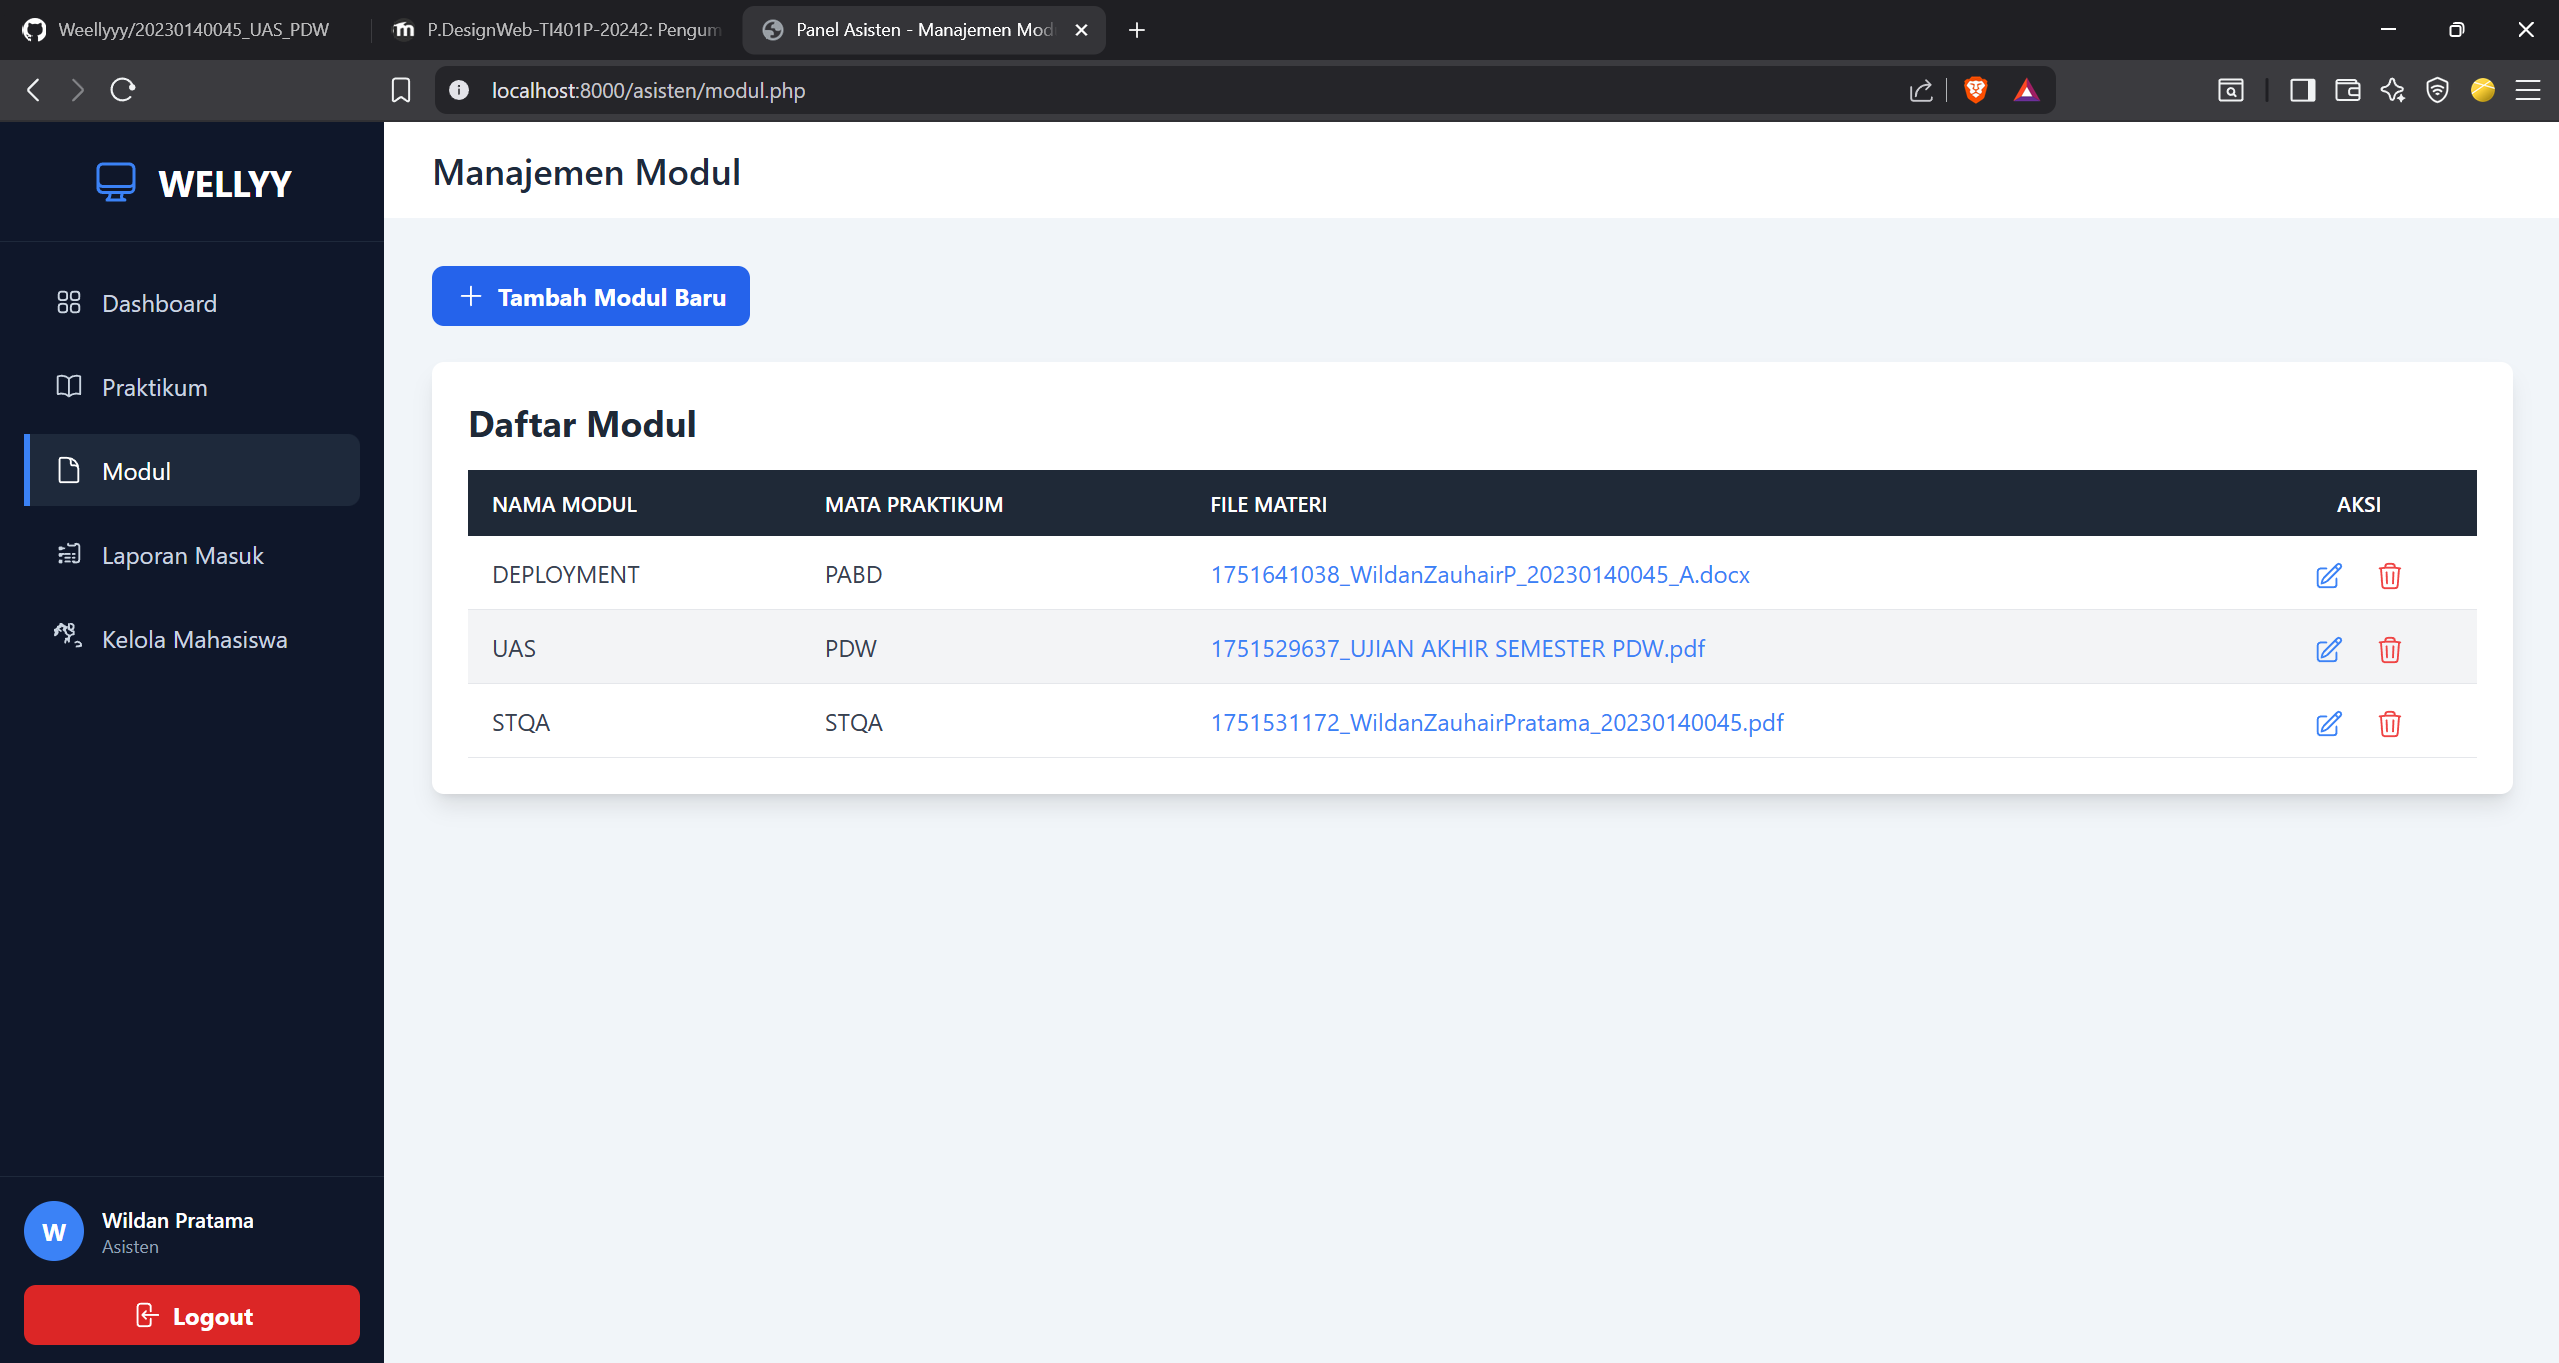 Weellyyy/20230140045_UAS_PDW
P.DesignWeb-TI401P-20242: Pengum
Panel Asisten - Manajemen Mod
localhost:8000/asisten/modul.php
WELLYY
Dashboard
Praktikum
Modul
Laporan Masuk
Kelola Mahasiswa
W
Wildan Pratama
Asisten
Logout
Manajemen Modul
Tambah Modul Baru
Daftar Modul
NAMA MODUL MATA PRAKTIKUM FILE MATERI AKSI
DEPLOYMENT PABD 1751641038_WildanZauhairP_20230140045_A.docx
UAS PDW 1751529637_UJIAN AKHIR SEMESTER PDW.pdf
STQA STQA 1751531172_WildanZauhairPratama_20230140045.pdf